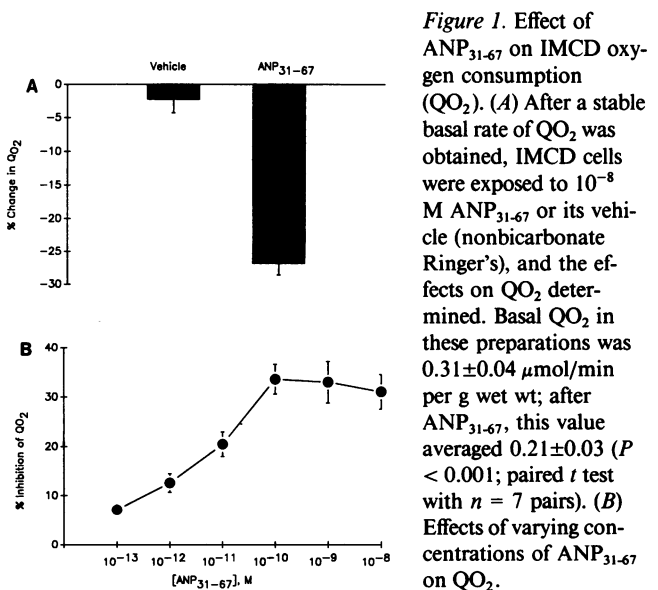 Vehicle
ANP31-67
A
0
-5
-10
-15
-20
-25
-30
% Change in QO2
B
40
30
20
10
0
% Inhibition of QO2
10-13
10-12
10-11
10-10
10-9
10-8
[ANP31-67], M
Figure 1. Effect of
ANP31-67 on IMCD oxy-
gen consumption
(QO2). (A) After a stable
basal rate of QO2 was
obtained, IMCD cells
were exposed to 10−8
M ANP31-67 or its vehi-
cle (nonbicarbonate
Ringer's), and the ef-
fects on QO2 deter-
mined. Basal QO2 in
these preparations was
0.31±0.04 μmol/min
per g wet wt; after
ANP31-67, this value
averaged 0.21±0.03 (P
< 0.001; paired t test
with n = 7 pairs). (B)
Effects of varying con-
centrations of ANP31-67
on QO2.